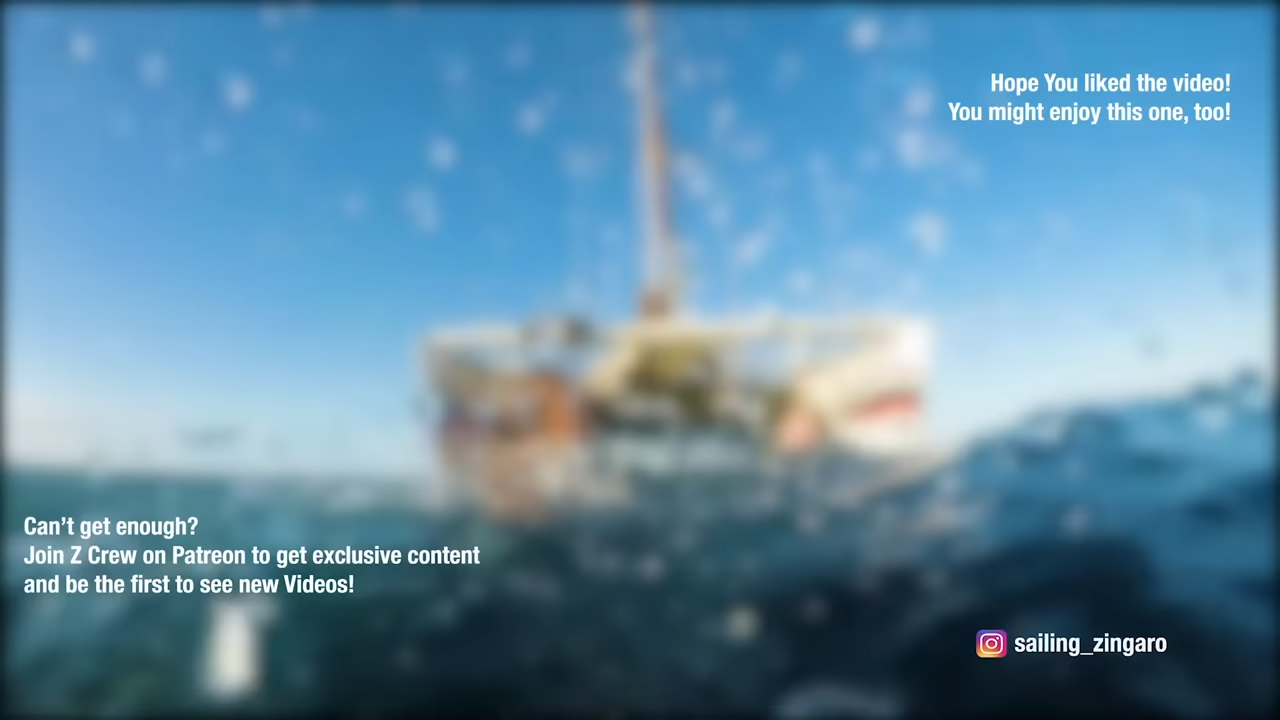 Hope You liked the video!
You might enjoy this one, too!
Can’t get enough?
Join Z Crew on Patreon to get exclusive content
and be the first to see new Videos!
sailing_zingaro